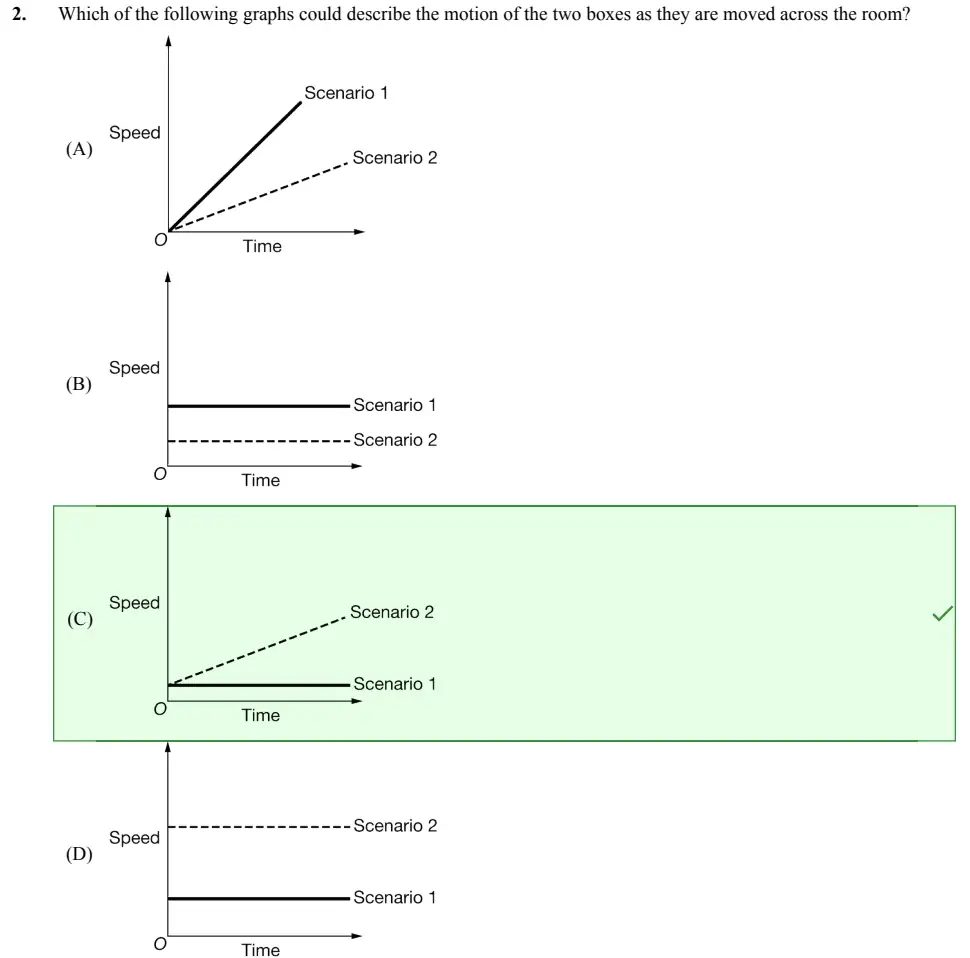 2. Which of the following graphs could describe the motion of the two boxes as they are moved across the room?
Scenario 1
Speed
(A)
Scenario 2
O
Time
Speed
(B)
Scenario 1
Scenario 2
O
Time
Speed
(C)
Scenario 2
Scenario 1
O
Time
Scenario 2
Speed
(D)
Scenario 1
O
Time